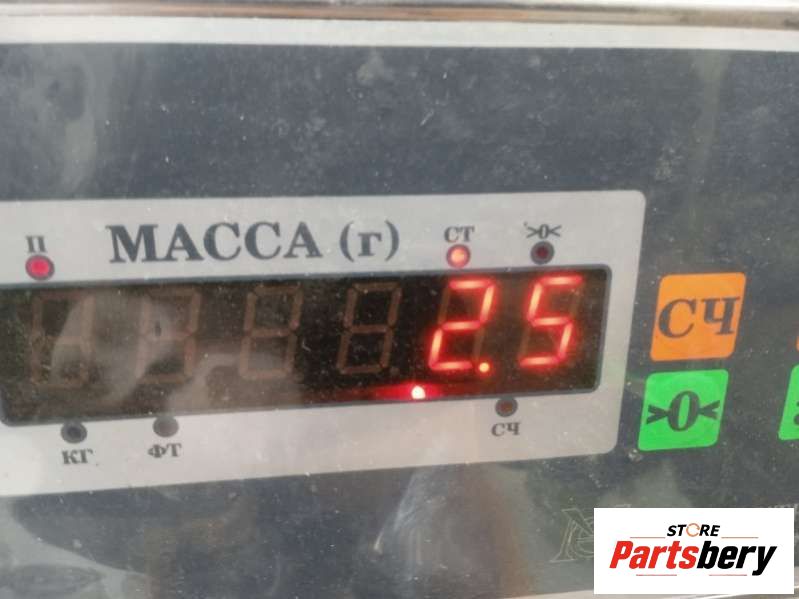 П
МАССА (г)
СТ
>0<
2.5
КГ
ФТ
СЧ
СЧ
>0<
STORE
Partsbery